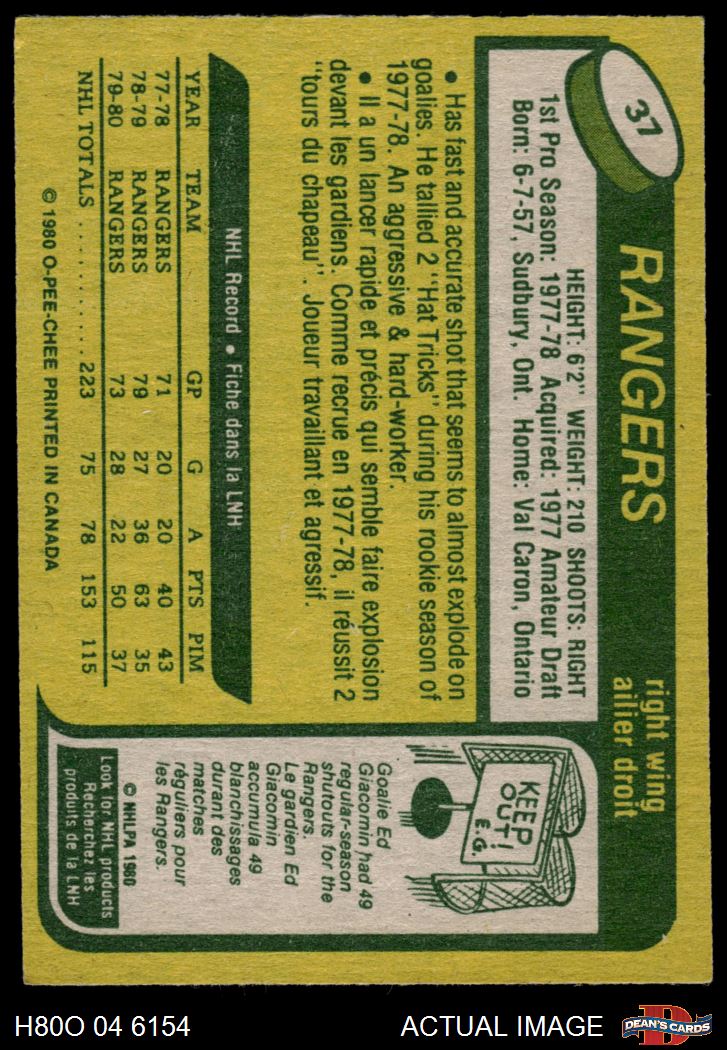 37
RANGERS
right wing
ailier droit
HEIGHT: 6'2" WEIGHT: 210 SHOOTS: RIGHT
1st Pro Season: 1977-78 Acquired: 1977 Amateur Draft
Born: 6-7-57, Sudbury, Ont. Home: Val Caron, Ontario
• Has fast and accurate shot that seems to almost explode on
goalies. He tallied 2 "Hat Tricks" during his rookie season of
1977-78. An aggressive & hard-worker.
• Il a un lancer rapide et précis qui semble faire explosion
devant les gardiens. Comme recrue en 1977-78, il réussit 2
"tours du chapeau". Joueur travaillant et agressif.
NHL Record • Fiche dans la LNH
YEAR TEAM GP G A PTS PIM
77-78 RANGERS 71 20 20 40 43
78-79 RANGERS 79 27 36 63 35
79-80 RANGERS 73 28 22 50 37
NHL TOTALS .......... 223 75 78 153 115
© 1980 O-PEE-CHEE PRINTED IN CANADA
KEEP
OUT!
E.G.
Goalie Ed
Giacomin had 49
regular-season
shutouts for the
Rangers.
Le gardien Ed
Giacomin
accumula 49
blanchissages
durant des
matches
réguliers pour
les Rangers.
© NHLPA 1980
Look for NHL products
Recherchez les
produits de la LNH
H80O 04 6154
ACTUAL IMAGE
D
DEAN'S CARDS